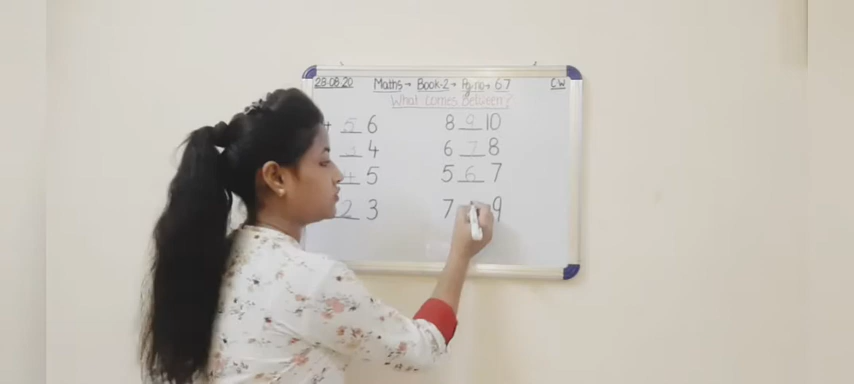 28·08·20 Maths→ Book-2→ Pg no→ 67 C.W
What Comes Between?
5 6 8 9 10
3 4 6 7 8
5 5 6 7
2 3 7 9